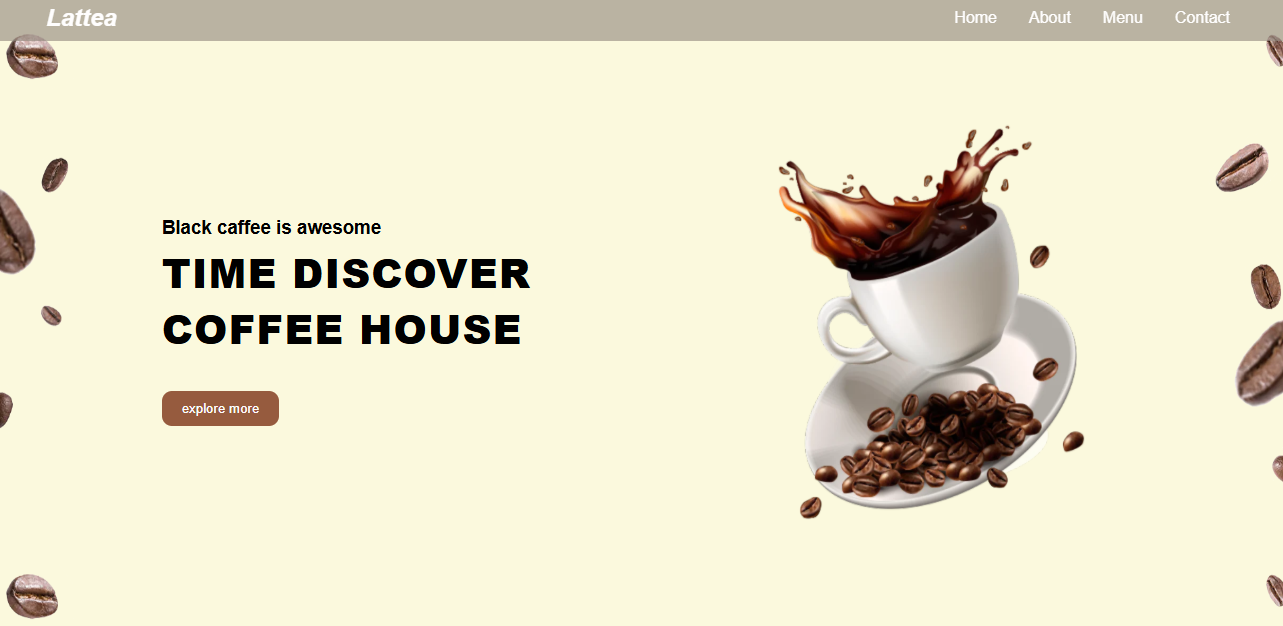 Lattea
Home About Menu Contact
Black caffee is awesome
TIME DISCOVER
COFFEE HOUSE
explore more